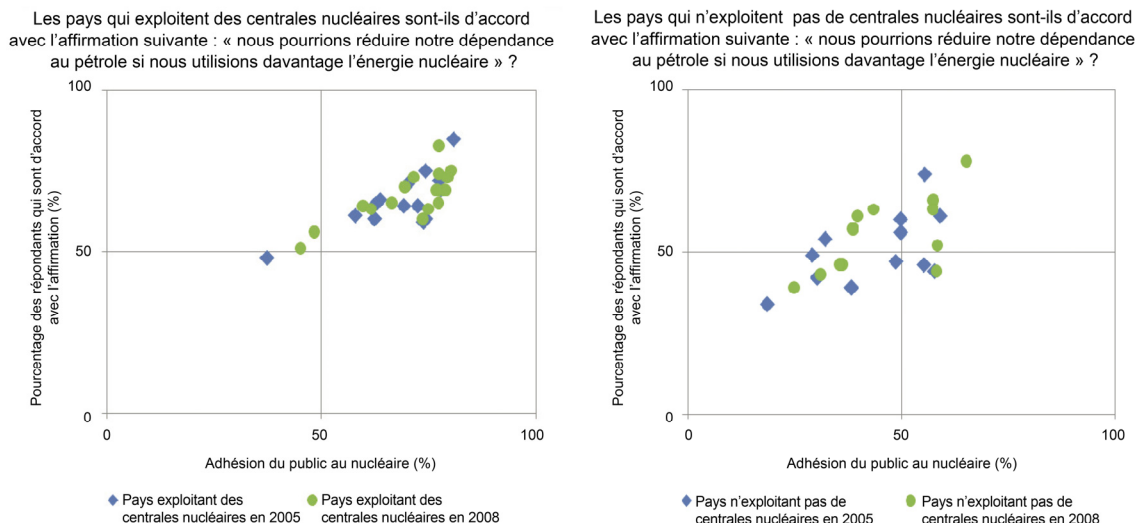 Les pays qui exploitent des centrales nucléaires sont-ils d'accord
avec l'affirmation suivante : « nous pourrions réduire notre dépendance
au pétrole si nous utilisions davantage l'énergie nucléaire » ?
100
50
0
Pourcentage des répondants qui sont d'accord
avec l'affirmation (%)
0
50
100
Adhésion du public au nucléaire (%)
Pays exploitant des
centrales nucléaires en 2005
Pays exploitant des
centrales nucléaires en 2008
Les pays qui n'exploitent pas de centrales nucléaires sont-ils d'accord
avec l'affirmation suivante : « nous pourrions réduire notre dépendance
au pétrole si nous utilisions davantage l'énergie nucléaire » ?
100
50
0
Pourcentage des répondants qui sont d'accord
avec l'affirmation (%)
0
50
100
Adhésion du public au nucléaire (%)
Pays n'exploitant pas de
centrales nucléaires en 2005
Pays n'exploitant pas de
centrales nucléaires en 2008